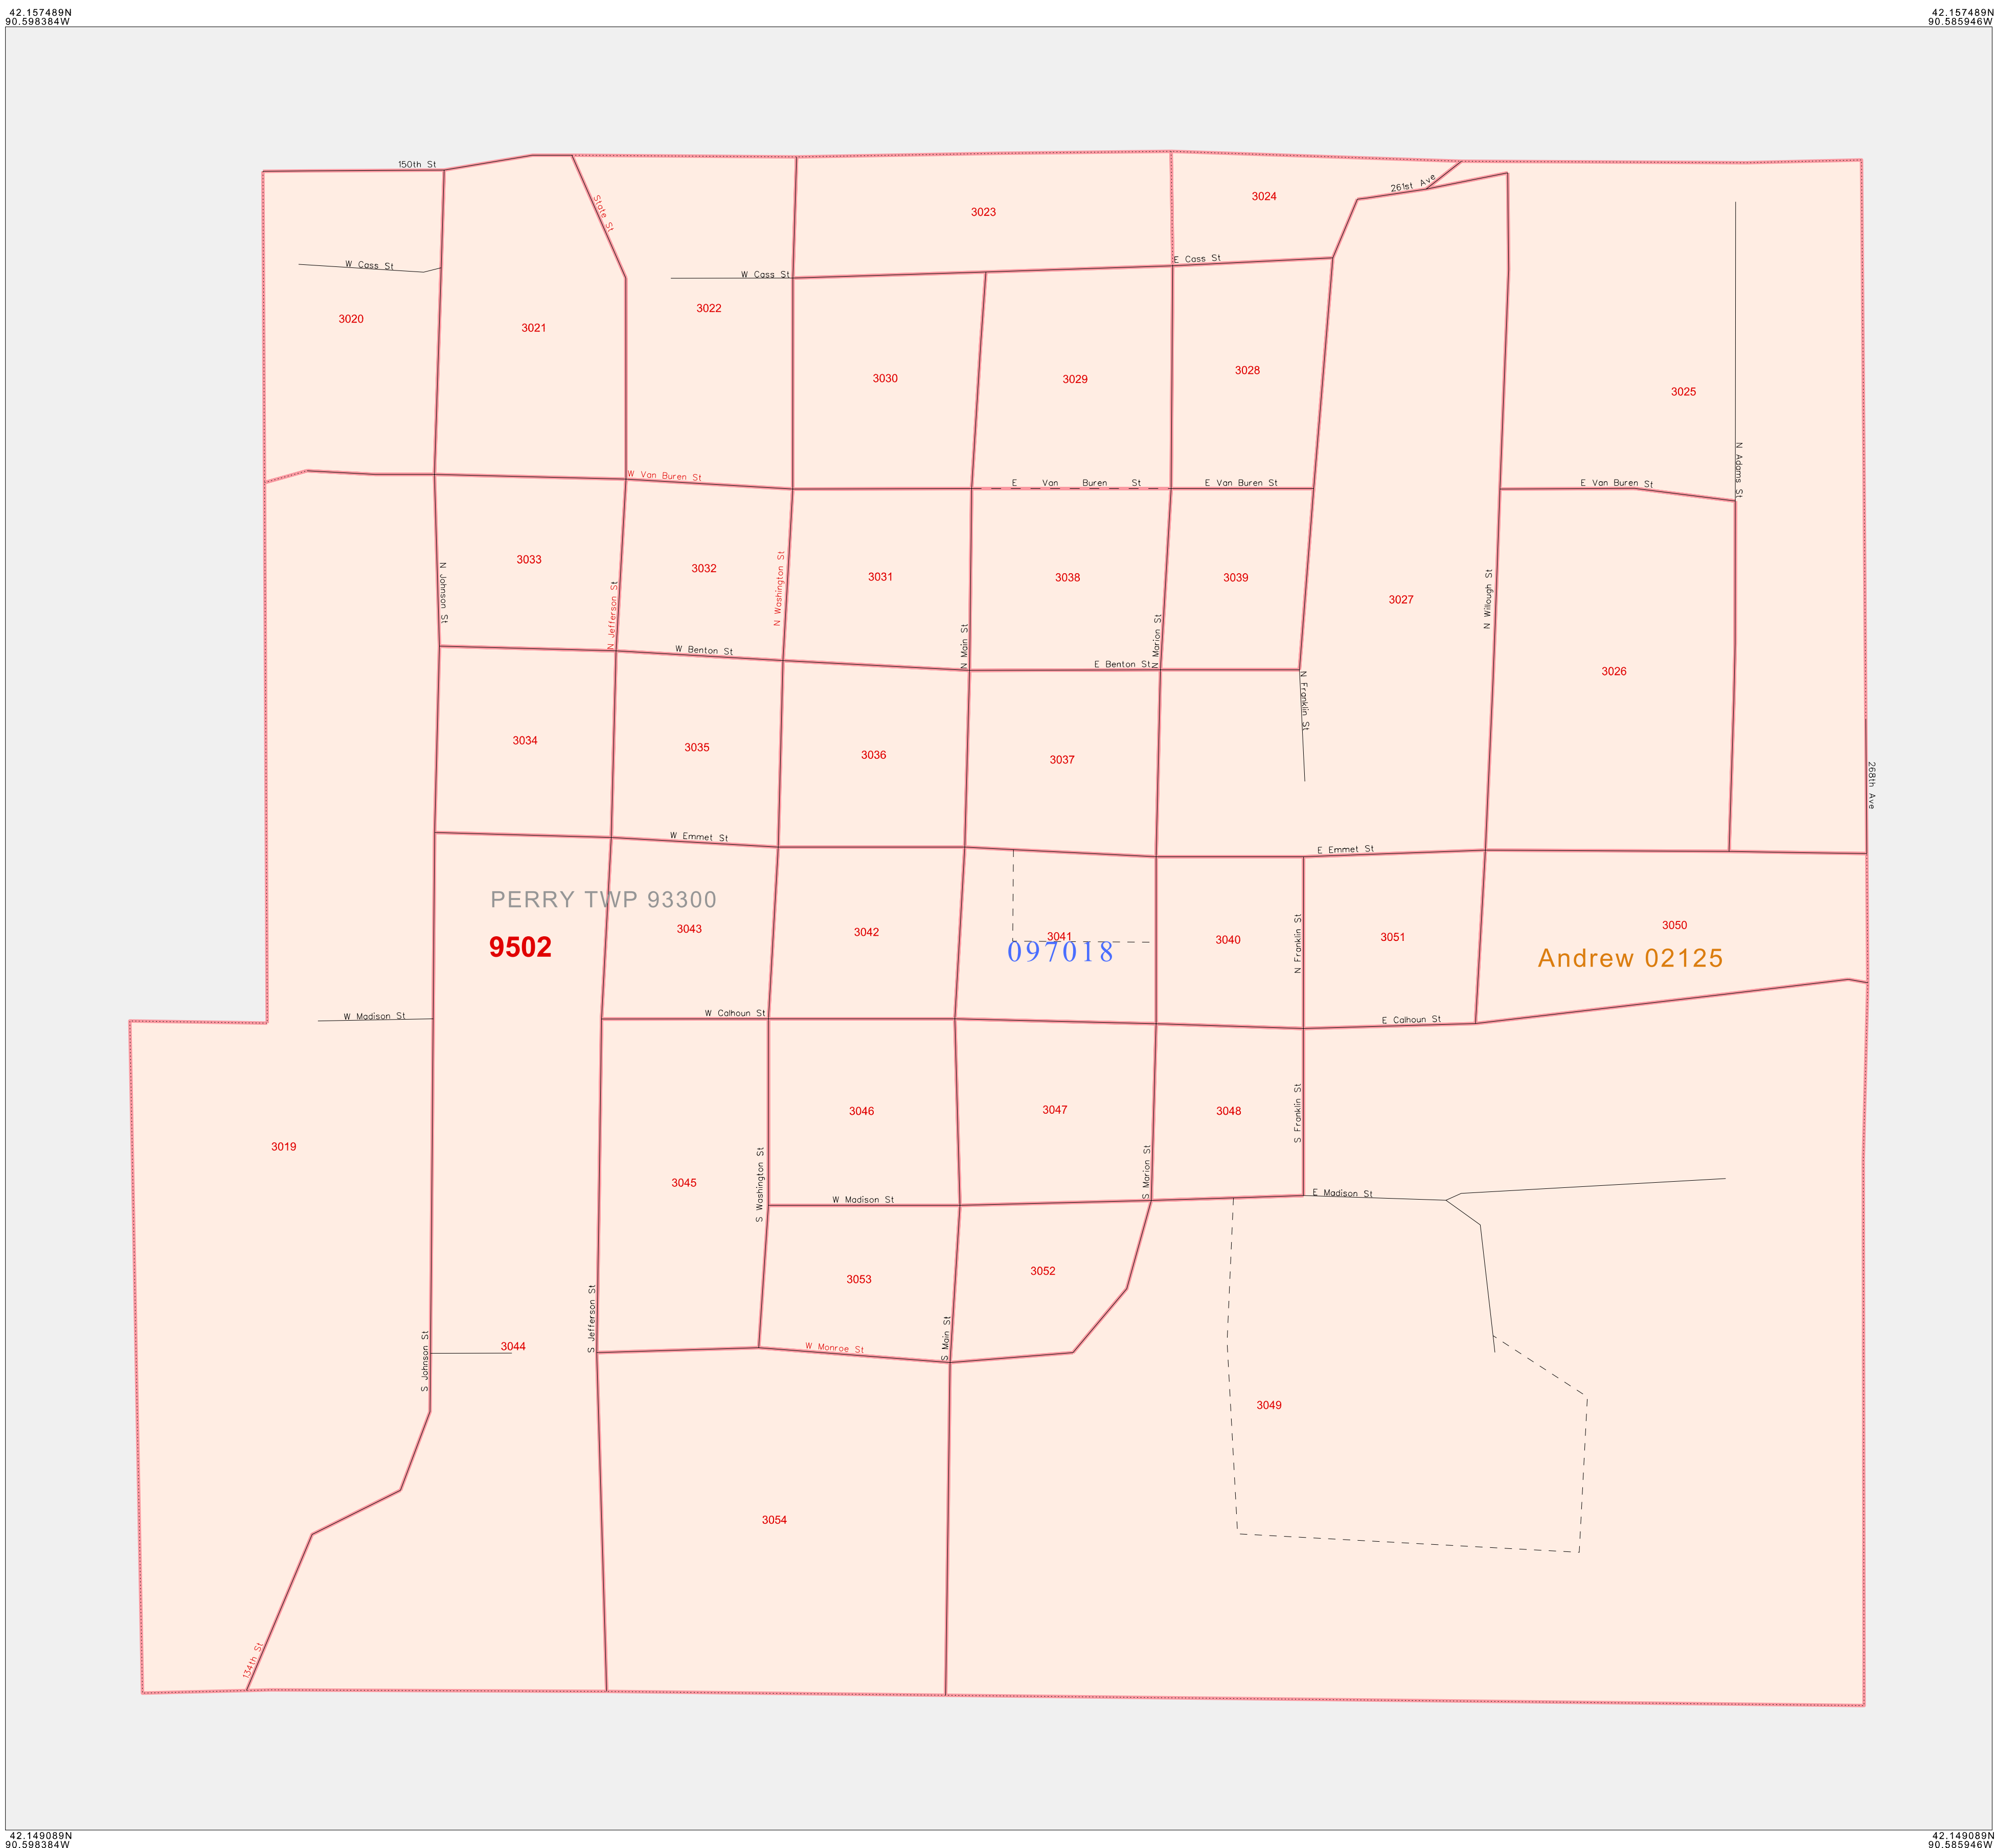 42.157489N
90.598384W
42.157489N
90.585946W
150th St
State St
261st Ave
3024
3023
W Cass St
W Cass St
E Cass St
3020
3021
3022
3030
3029
3028
3025
N Adams St
W Van Buren St
E Van Buren St
E Van Buren St
E Van Buren St
3033
3032
3031
3038
3039
3027
N Johnson St
N Jefferson St
N Washington St
N Main St
N Marion St
N Willough St
W Benton St
E Benton St
N Franklin St
3026
3034
3035
3036
3037
268th Ave
W Emmet St
E Emmet St
PERRY TWP 93300
9502
3043
3042
3041
097018
3040
N Franklin St
3051
3050
Andrew 02125
W Madison St
W Calhoun St
E Calhoun St
3019
3046
3047
3048
S Franklin St
3045
S Washington St
W Madison St
S Marion St
E Madison St
3053
3052
S Johnson St
3044
S Jefferson St
W Monroe St
S Main St
3049
3054
134th St
42.149089N
90.598384W
42.149089N
90.585946W